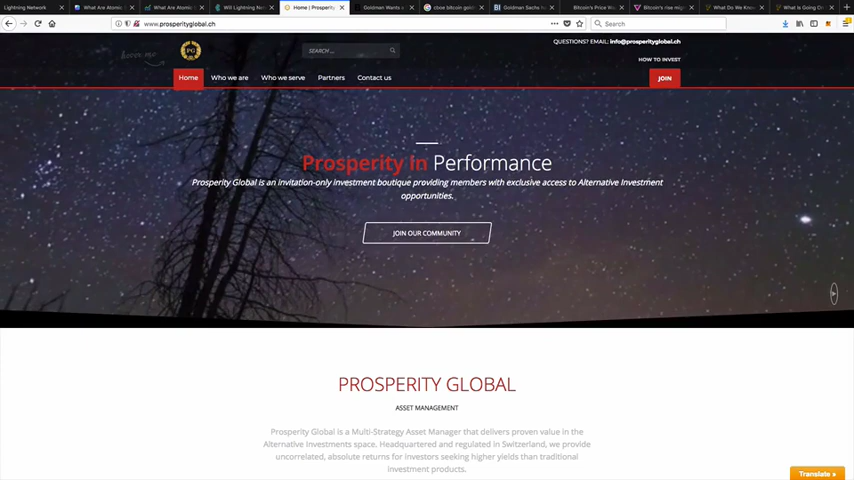 Lightning Network
What Are Atomic
What Are Atomic
Will Lightning Net
Home | Prosperity
Goldman Wants
cboe bitcoin gold
Goldman Sachs ha
Bitcoin's Price Wo
Bitcoin's rise mig
What Do We Know
What Is Going On
www.prosperityglobal.ch
Search
PG
SEARCH ...
QUESTIONS? EMAIL: info@prosperityglobal.ch
HOW TO INVEST
Home
Who we are
Who we serve
Partners
Contact us
JOIN
Prosperity in Performance
Prosperity Global is an invitation-only investment boutique providing members with exclusive access to Alternative Investment
opportunities.
JOIN OUR COMMUNITY
PROSPERITY GLOBAL
ASSET MANAGEMENT
Prosperity Global is a Multi-Strategy Asset Manager that delivers proven value in the
Alternative Investments space. Headquartered and regulated in Switzerland, we provide
uncorrelated, absolute returns for investors seeking higher yields than traditional
investment products.
Translate »